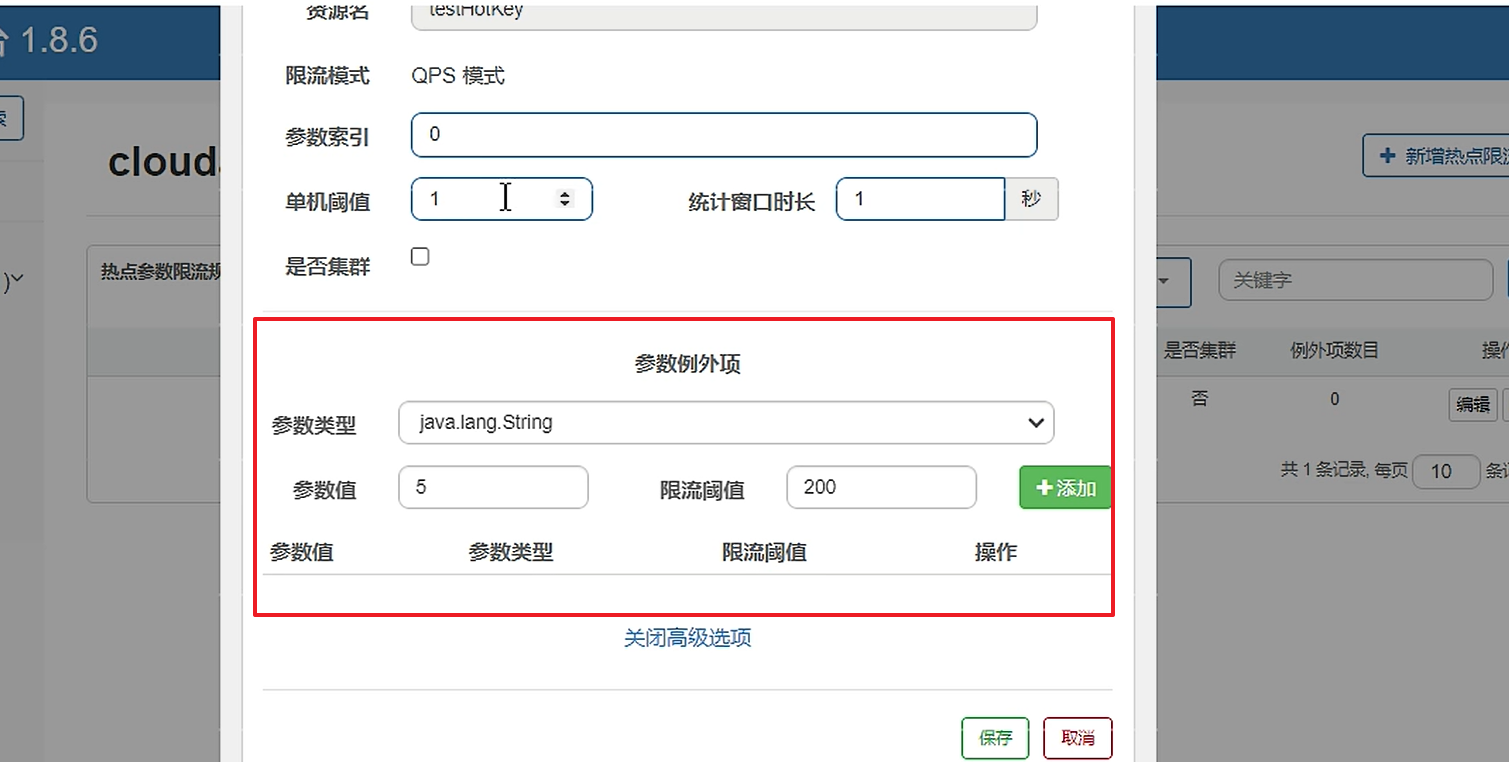 资源名 testHotKey
台 1.8.6
限流模式 QPS 模式
索
参数索引 0
clouda
+ 新增热点限流
单机阈值 1 统计窗口时长 1 秒
是否集群
热点参数限流规
)
关键字
参数例外项
是否集群 例外项数目 操作
参数类型 java.lang.String
否 0 编辑
参数值 5 限流阈值 200 +添加
共 1 条记录, 每页 10 条记
参数值 参数类型 限流阈值 操作
关闭高级选项
保存 取消